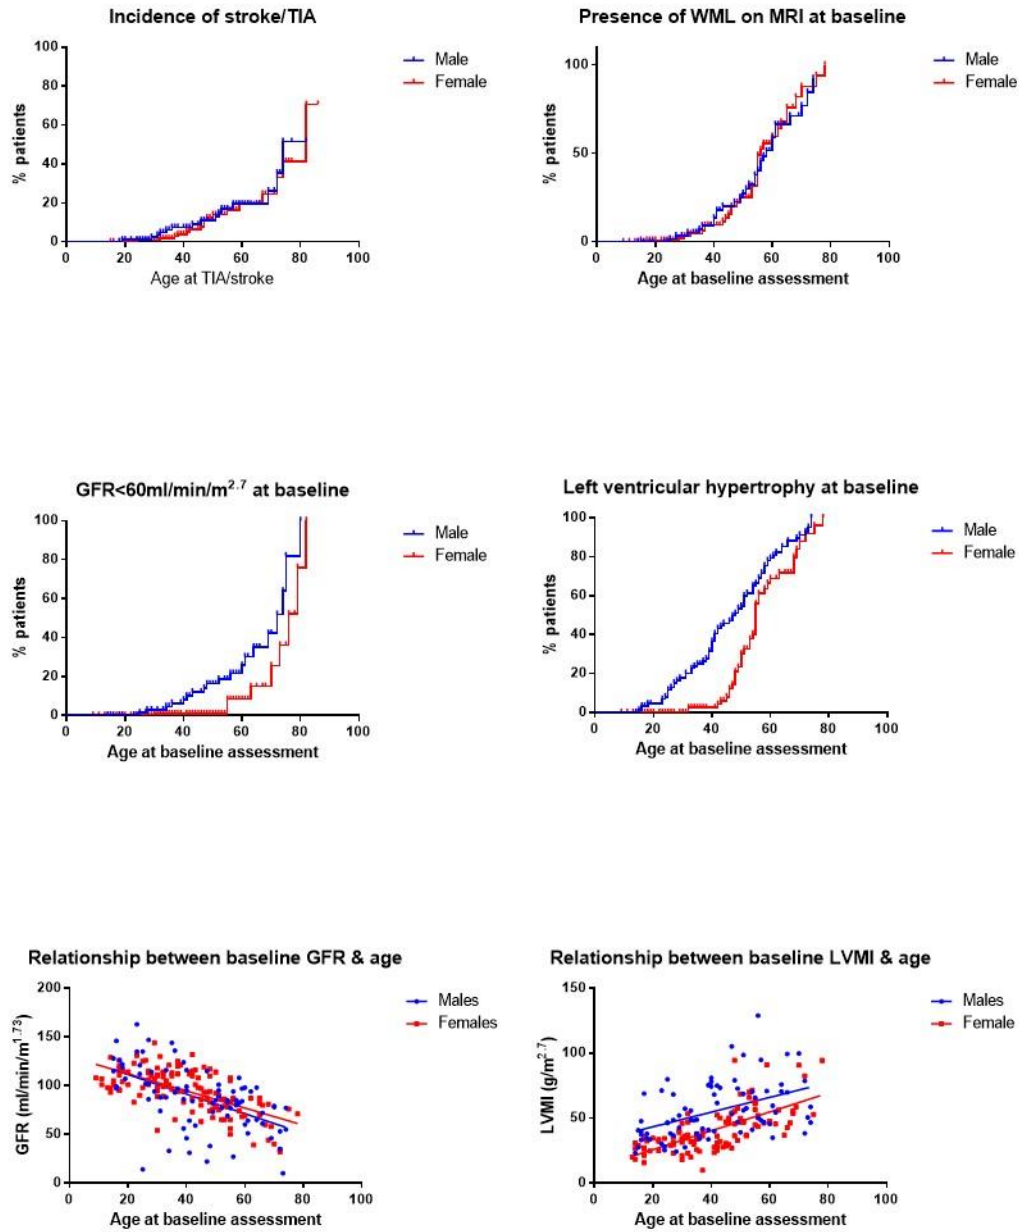 Incidence of stroke/TIA
% patients
100
80
60
40
20
0
0 20 40 60 80 100
Age at TIA/stroke
Male
Female
Presence of WML on MRI at baseline
% patients
100
50
0
0 20 40 60 80 100
Age at baseline assessment
Male
Female
GFR<60ml/min/m2.7 at baseline
% patients
100
80
60
40
20
0
0 20 40 60 80 100
Age at baseline assessment
Male
Female
Left ventricular hypertrophy at baseline
% patients
100
80
60
40
20
0
0 20 40 60 80 100
Age at baseline assessment
Male
Female
Relationship between baseline GFR & age
GFR (ml/min/m1.73)
200
150
100
50
0
0 20 40 60 80 100
Age at baseline assessment
Males
Females
Relationship between baseline LVMI & age
LVMI (g/m2.7)
150
100
50
0
0 20 40 60 80 100
Age at baseline assessment
Males
Female